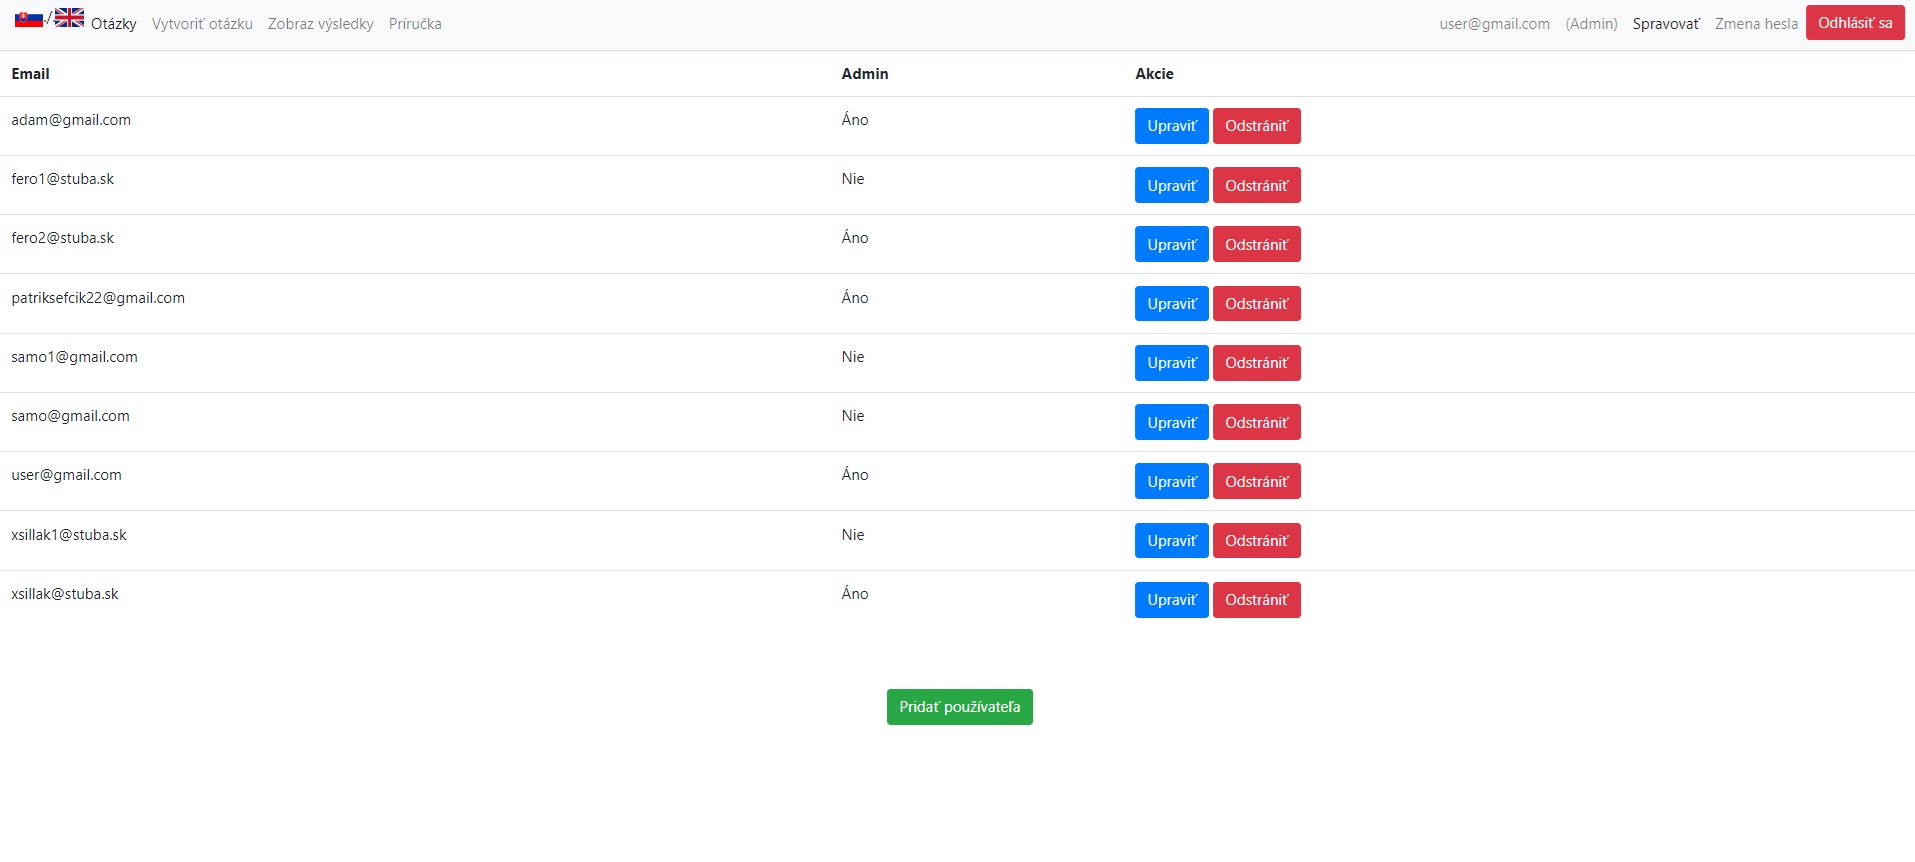 / Otázky Vytvoriť otázku Zobraz výsledky Príručka user@gmail.com (Admin) Spravovať Zmena hesla Odhlásiť sa
Email Admin Akcie
adam@gmail.com Áno Upraviť Odstrániť
fero1@stuba.sk Nie Upraviť Odstrániť
fero2@stuba.sk Áno Upraviť Odstrániť
patriksefcik22@gmail.com Áno Upraviť Odstrániť
samo1@gmail.com Nie Upraviť Odstrániť
samo@gmail.com Nie Upraviť Odstrániť
user@gmail.com Áno Upraviť Odstrániť
xsillak1@stuba.sk Nie Upraviť Odstrániť
xsillak@stuba.sk Áno Upraviť Odstrániť
Pridať používateľa